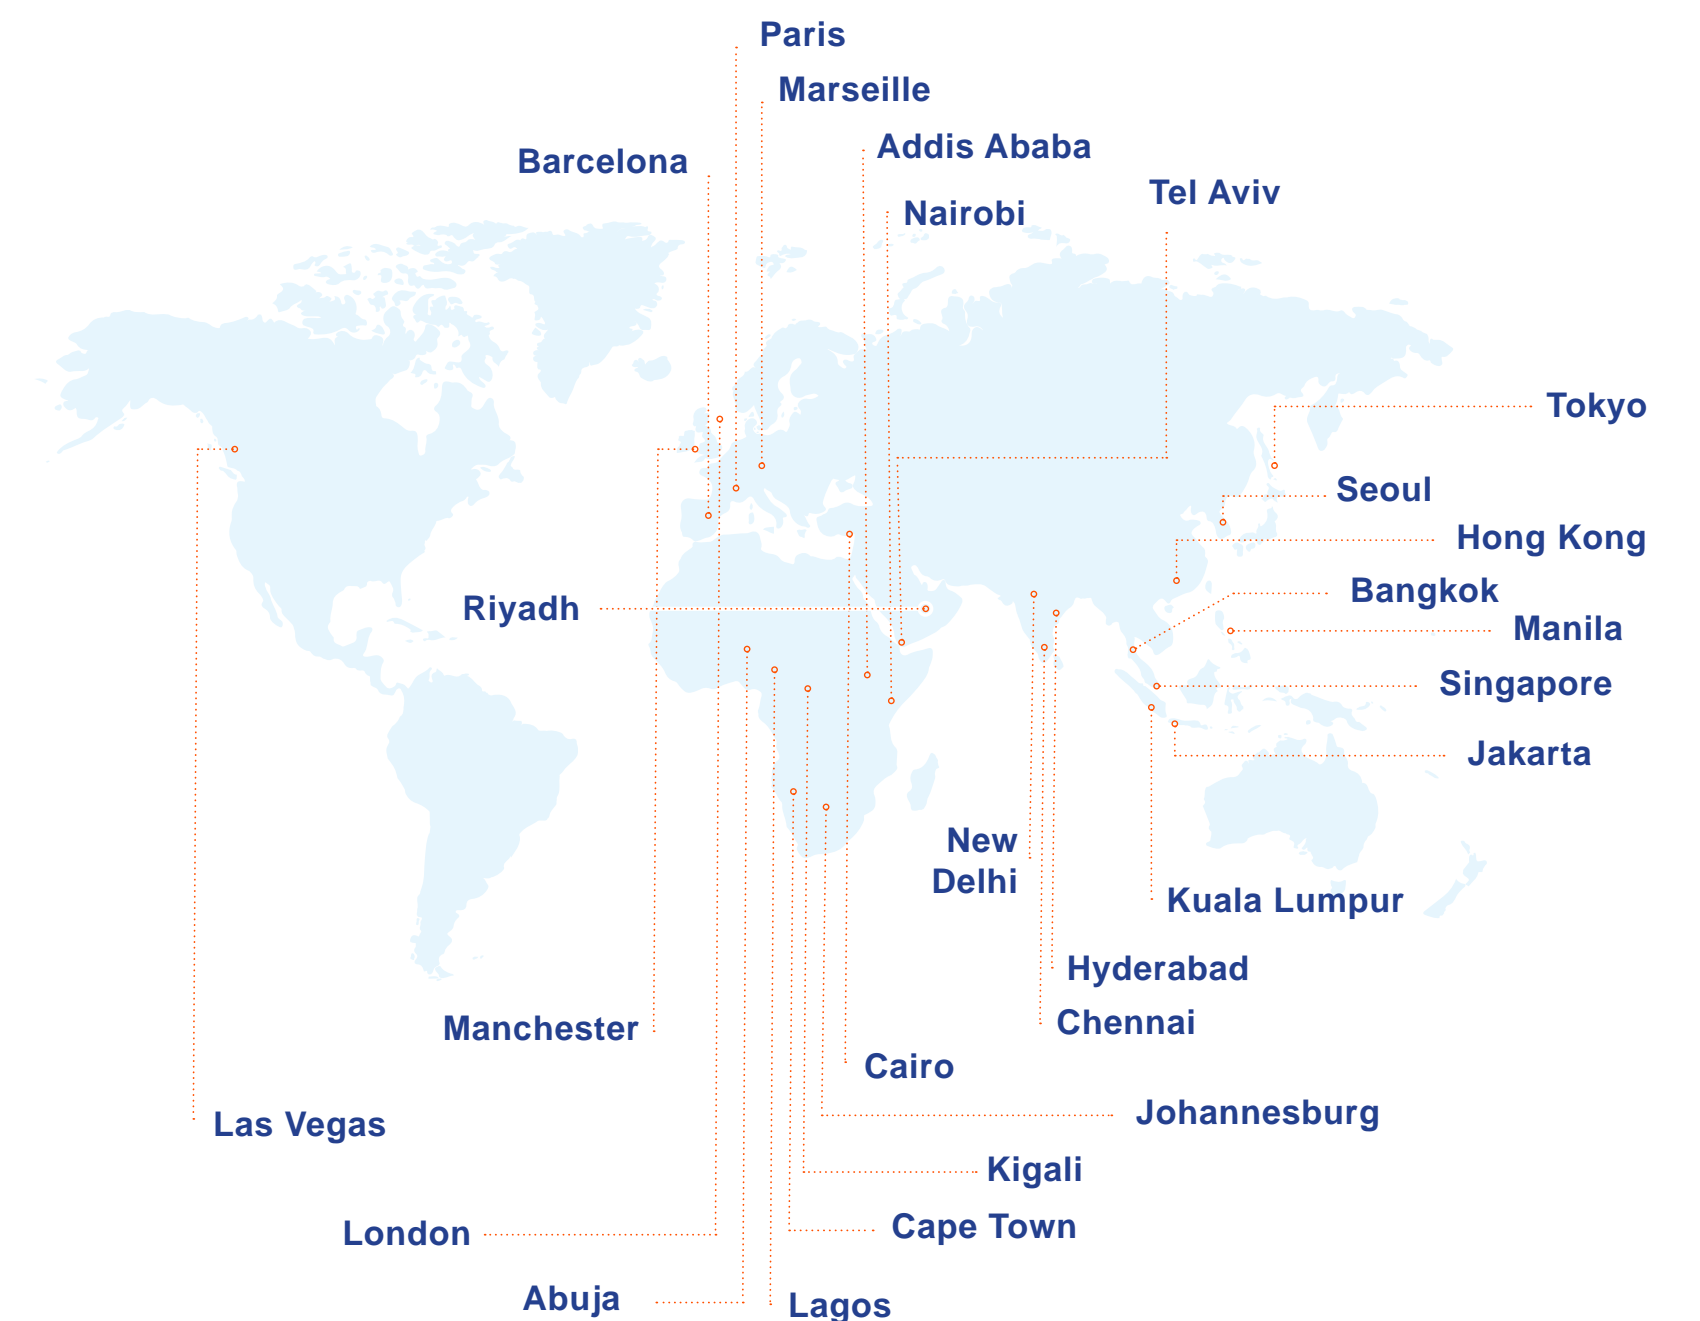 Paris
Marseille
Addis Ababa
Barcelona
Tel Aviv
Nairobi
Tokyo
Seoul
Hong Kong
Bangkok
Riyadh
Manila
Singapore
Jakarta
New
Delhi
Kuala Lumpur
Hyderabad
Chennai
Manchester
Cairo
Johannesburg
Las Vegas
Kigali
Cape Town
London
Abuja
Lagos